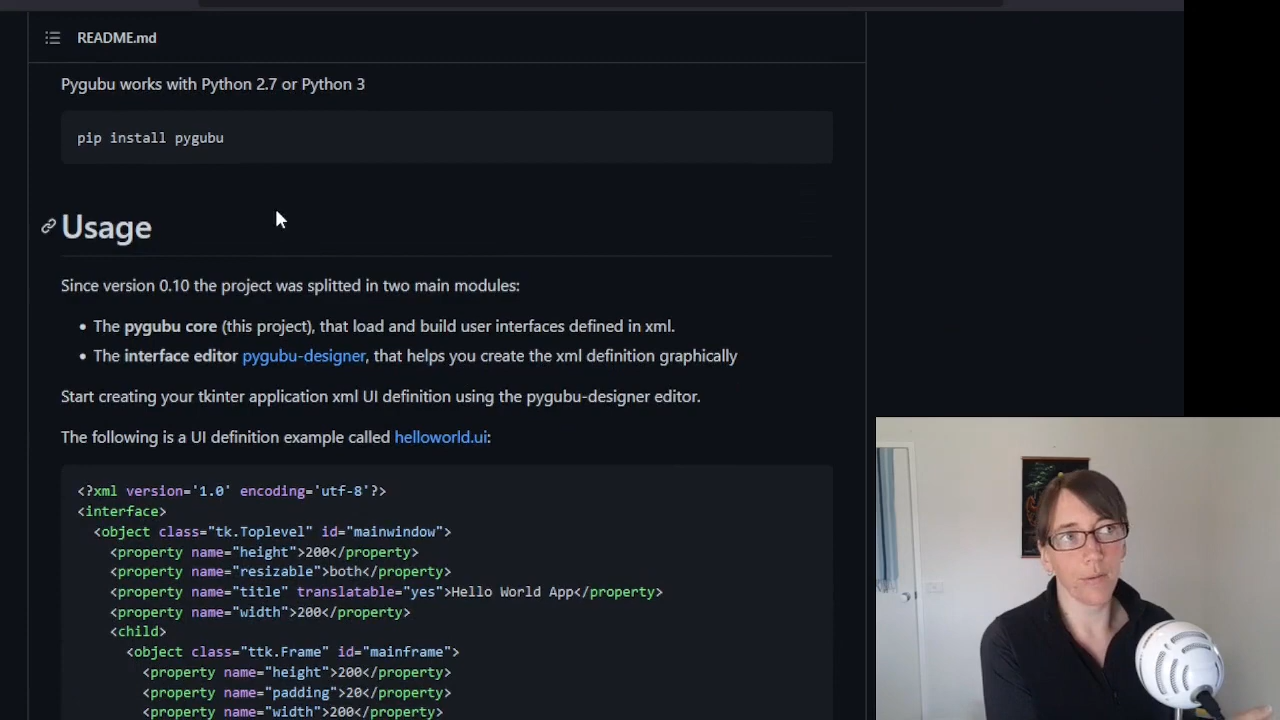 README.md
Pygubu works with Python 2.7 or Python 3
pip install pygubu
Usage
Since version 0.10 the project was splitted in two main modules:
• The pygubu core (this project), that load and build user interfaces defined in xml.
• The interface editor pygubu-designer, that helps you create the xml definition graphically
Start creating your tkinter application xml UI definition using the pygubu-designer editor.
The following is a UI definition example called helloworld.ui:
<?xml version='1.0' encoding='utf-8'?>
<interface>
<object class="tk.Toplevel" id="mainwindow">
<property name="height">200</property>
<property name="resizable">both</property>
<property name="title" translatable="yes">Hello World App</property>
<property name="width">200</property>
<child>
<object class="ttk.Frame" id="mainframe">
<property name="height">200</property>
<property name="padding">20</property>
<property name="width">200</property>